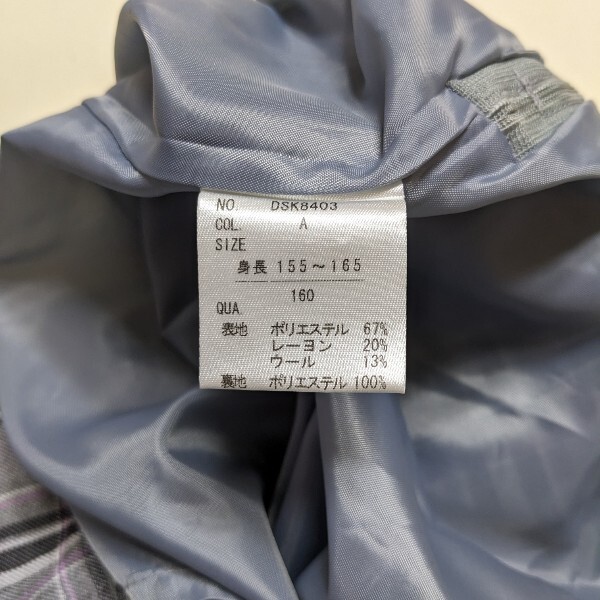 NO. DSK8403
COL. A
SIZE
身長 155～165
160
QUA.
表地 ポリエステル 67%
レーヨン 20%
ウール 13%
裏地 ポリエステル 100%